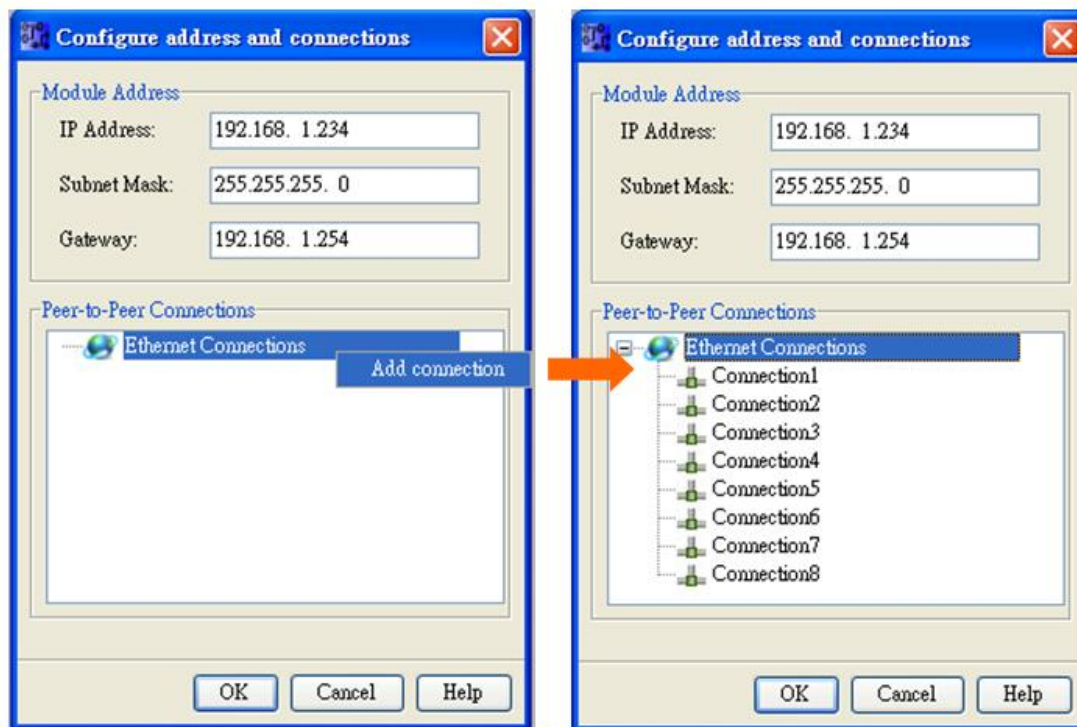 Configure address and connections
Module Address
IP Address: 192.168. 1.234
Subnet Mask: 255.255.255. 0
Gateway: 192.168. 1.254
Peer-to-Peer Connections
Ethernet Connections
Add connection
OK Cancel Help
Configure address and connections
Module Address
IP Address: 192.168. 1.234
Subnet Mask: 255.255.255. 0
Gateway: 192.168. 1.254
Peer-to-Peer Connections
Ethernet Connections
Connection1
Connection2
Connection3
Connection4
Connection5
Connection6
Connection7
Connection8
OK Cancel Help